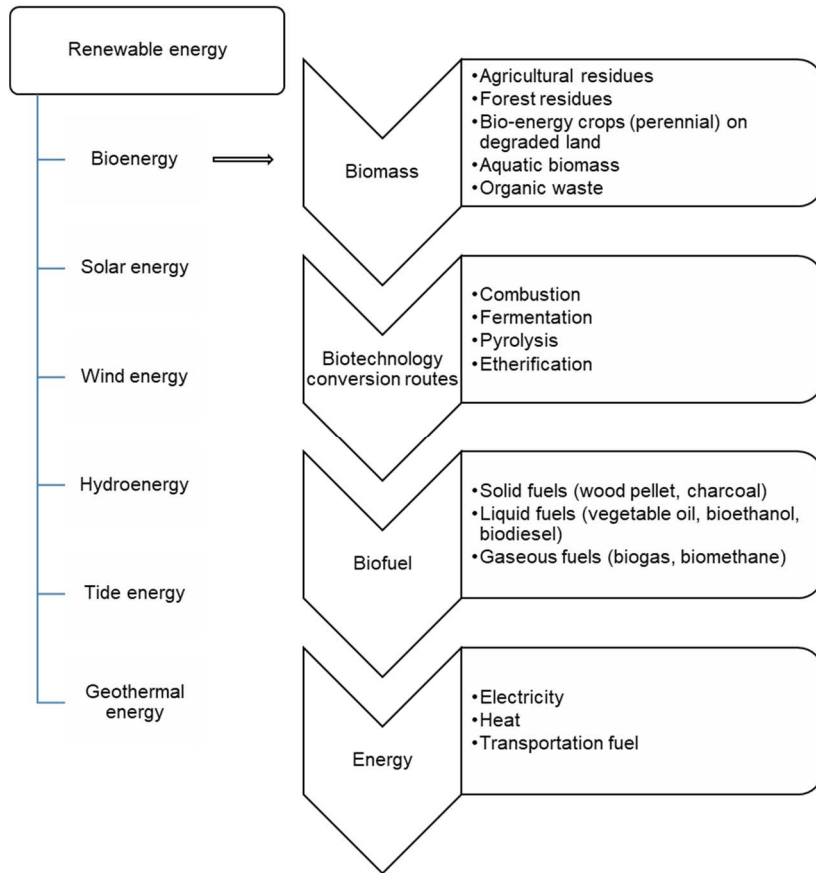 Renewable energy
Bioenergy
Solar energy
Wind energy
Hydroenergy
Tide energy
Geothermal
energy
Biomass
•Agricultural residues
•Forest residues
•Bio-energy crops (perennial) on
degraded land
•Aquatic biomass
•Organic waste
Biotechnology
conversion routes
•Combustion
•Fermentation
•Pyrolysis
•Etherification
Biofuel
•Solid fuels (wood pellet, charcoal)
•Liquid fuels (vegetable oil, bioethanol,
biodiesel)
•Gaseous fuels (biogas, biomethane)
Energy
•Electricity
•Heat
•Transportation fuel